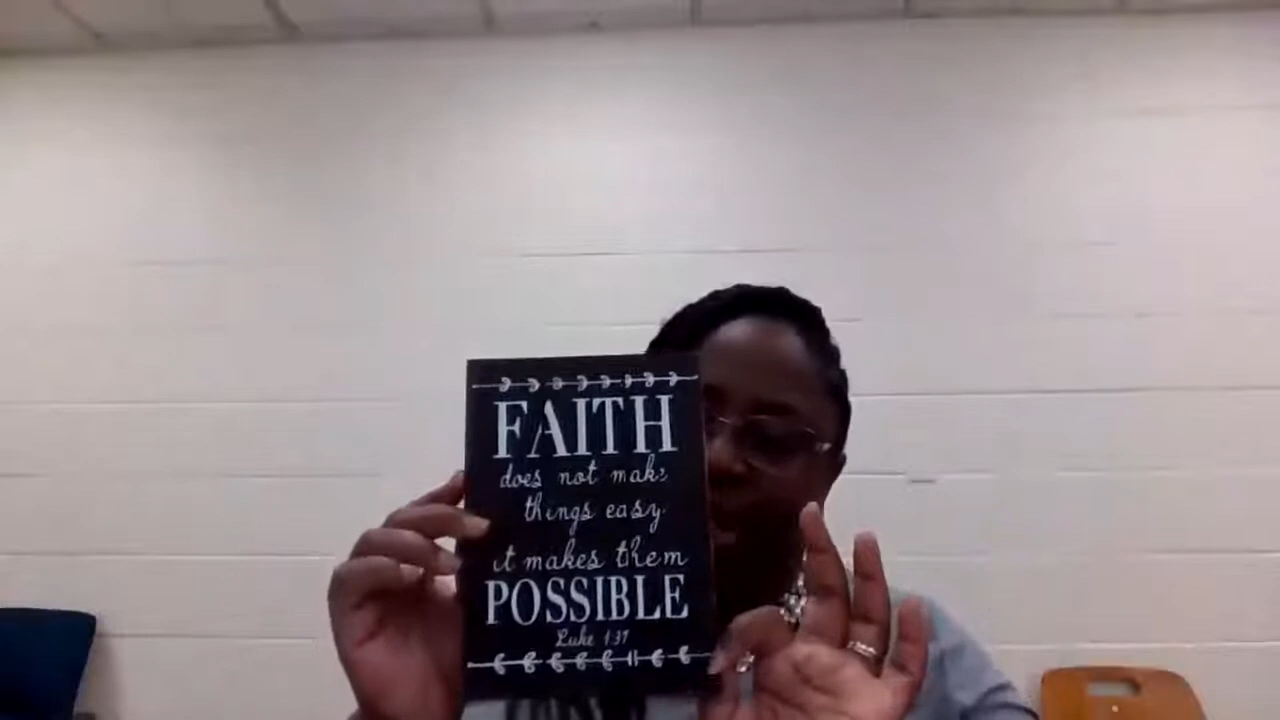 FAITH
does not make
things easy
it makes them
POSSIBLE
Luke 1:37